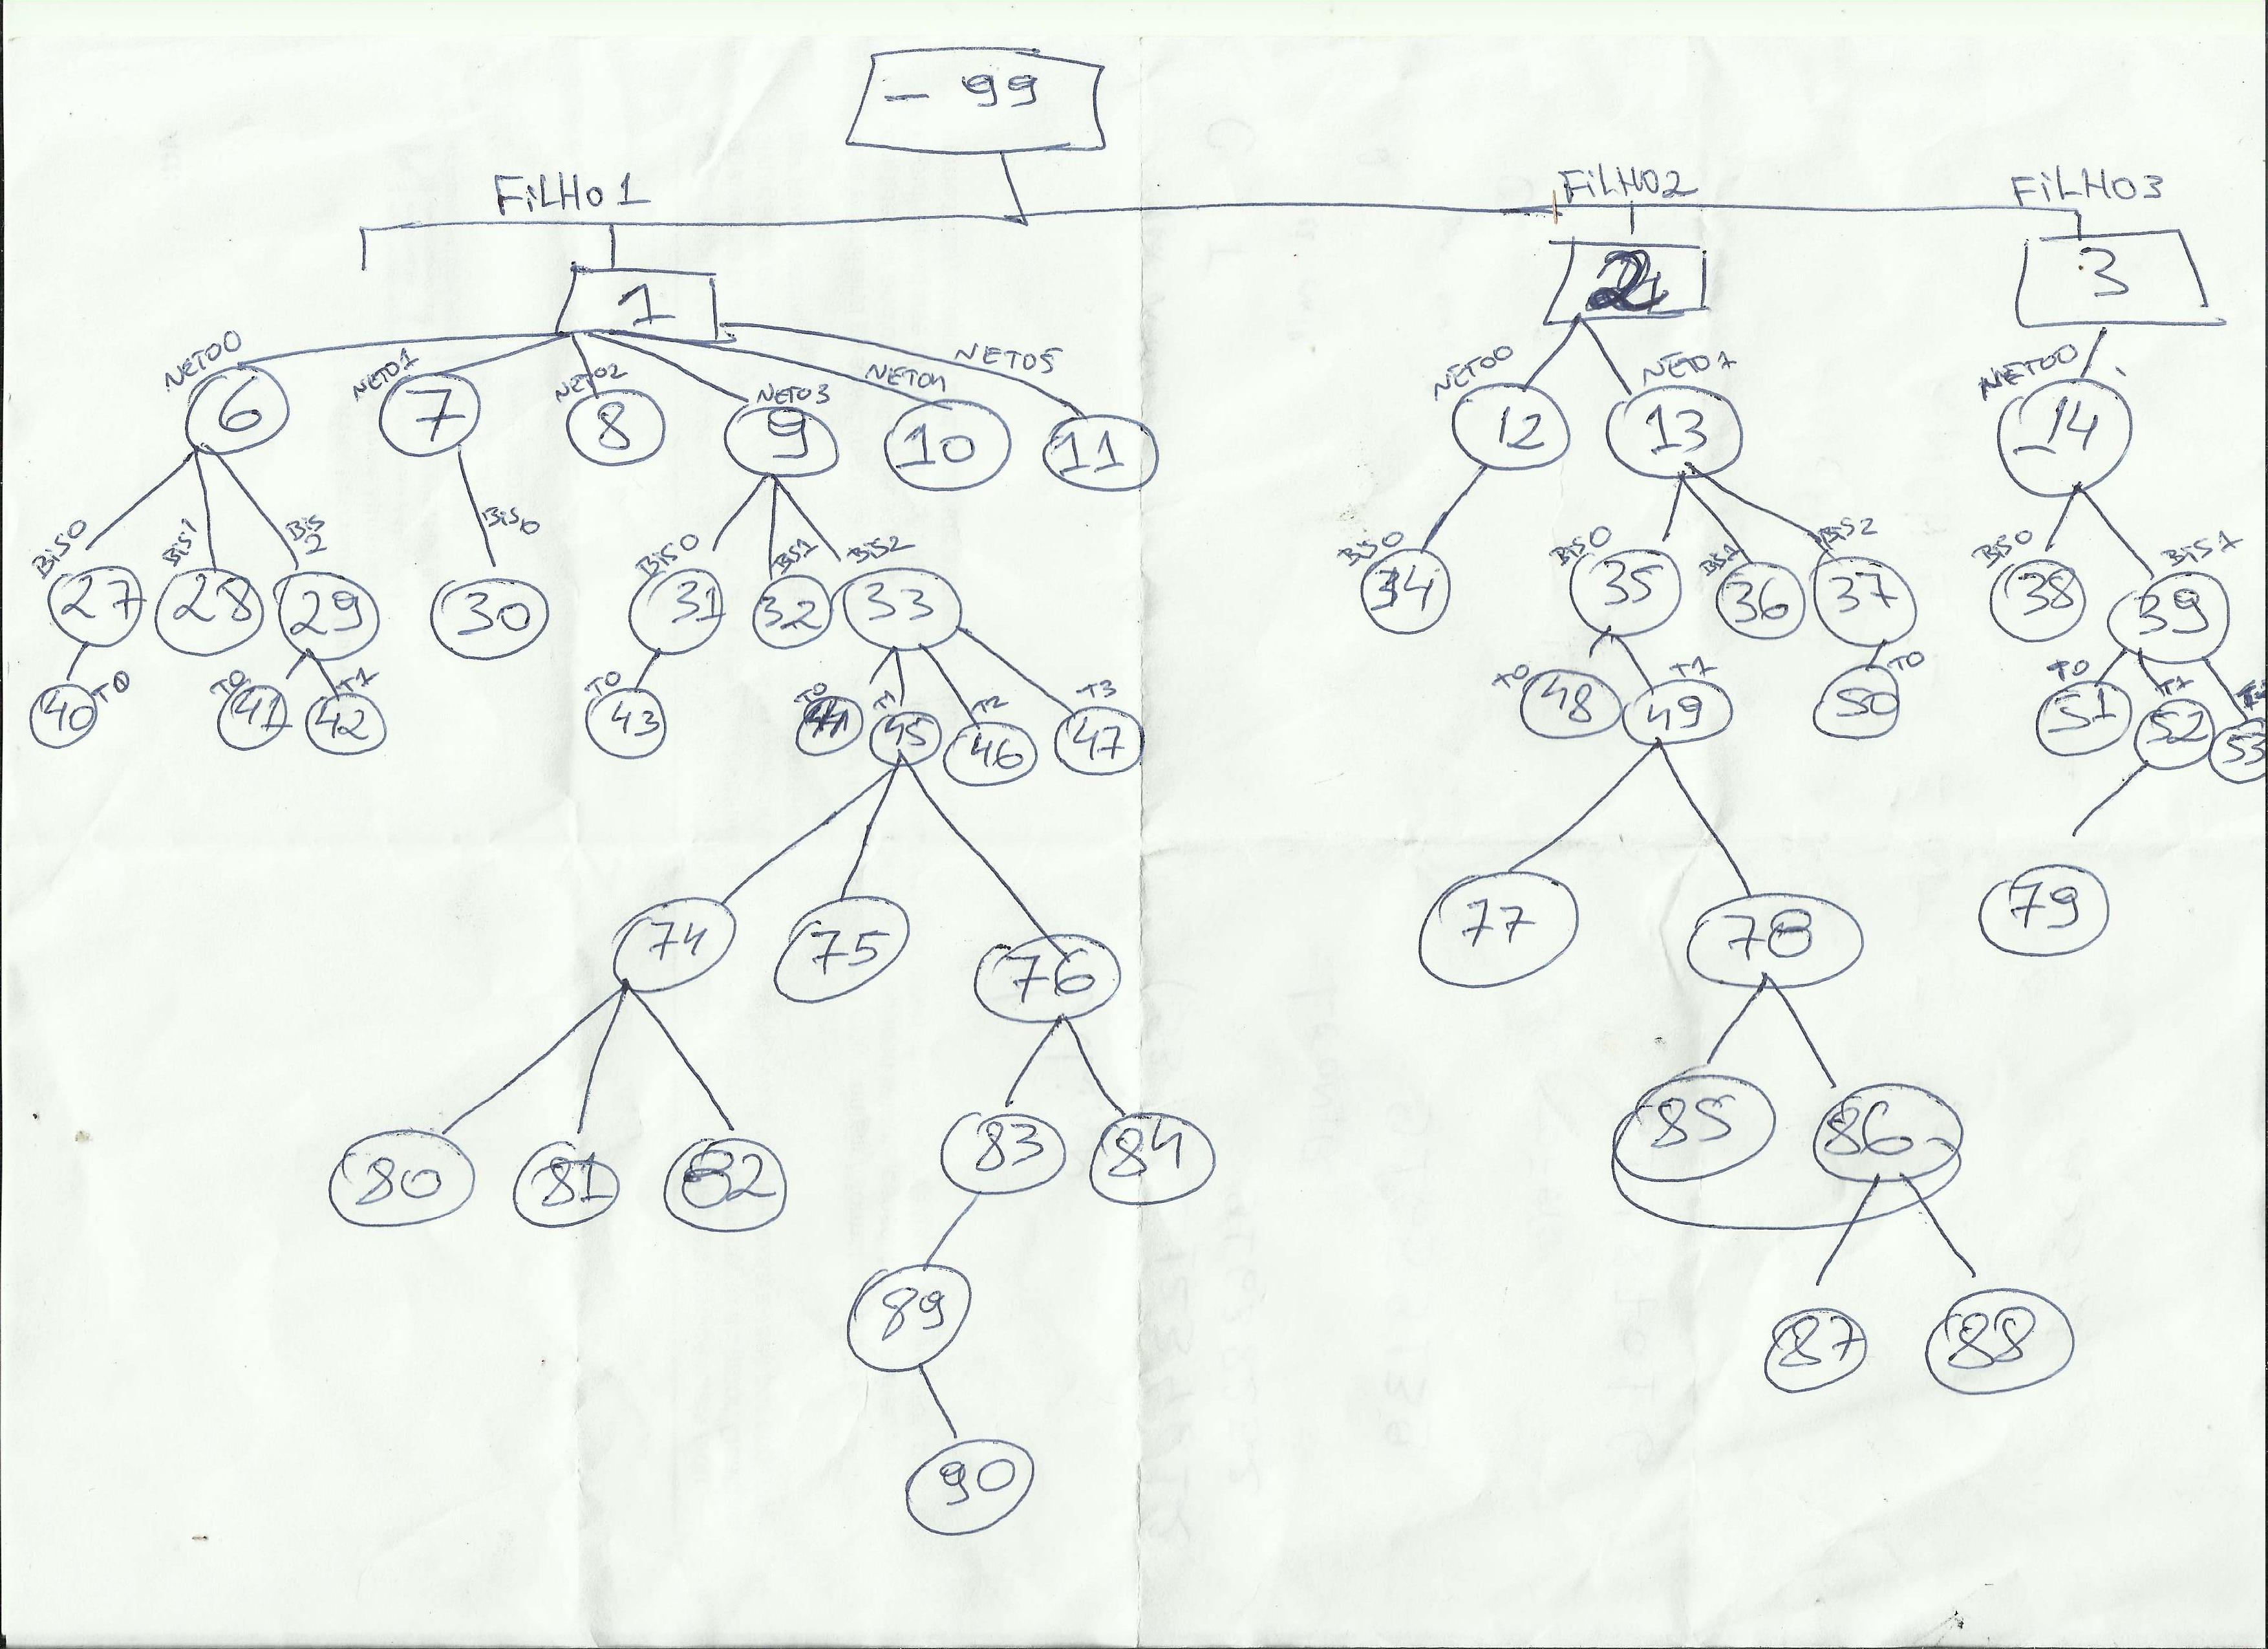 - 99
FiLHO1 FiLHO2 FiLHO3
1 2 3
NETO0 NETO1 NETO2 NETO3 NETO4 NETO5 NETO0 NETO1 NETO0
6 7 8 9 10 11 12 13 14
BiS0 BiS1 BiS 2 BiS0 BiS0 BiS1 BiS2 BiS0 BiS0 BiS1 BiS2 BiS0 BiS1
27 28 29 30 31 32 33 34 35 36 37 38 39
T0 T0 T1 T0 T0 T1 T2 T3 T0 T1 T0 T0 T1
40 41 42 43 44 45 46 47 48 49 50 51 52 53
74 75 76 77 78 79
80 81 82 83 84 85 86
89 87 88
90